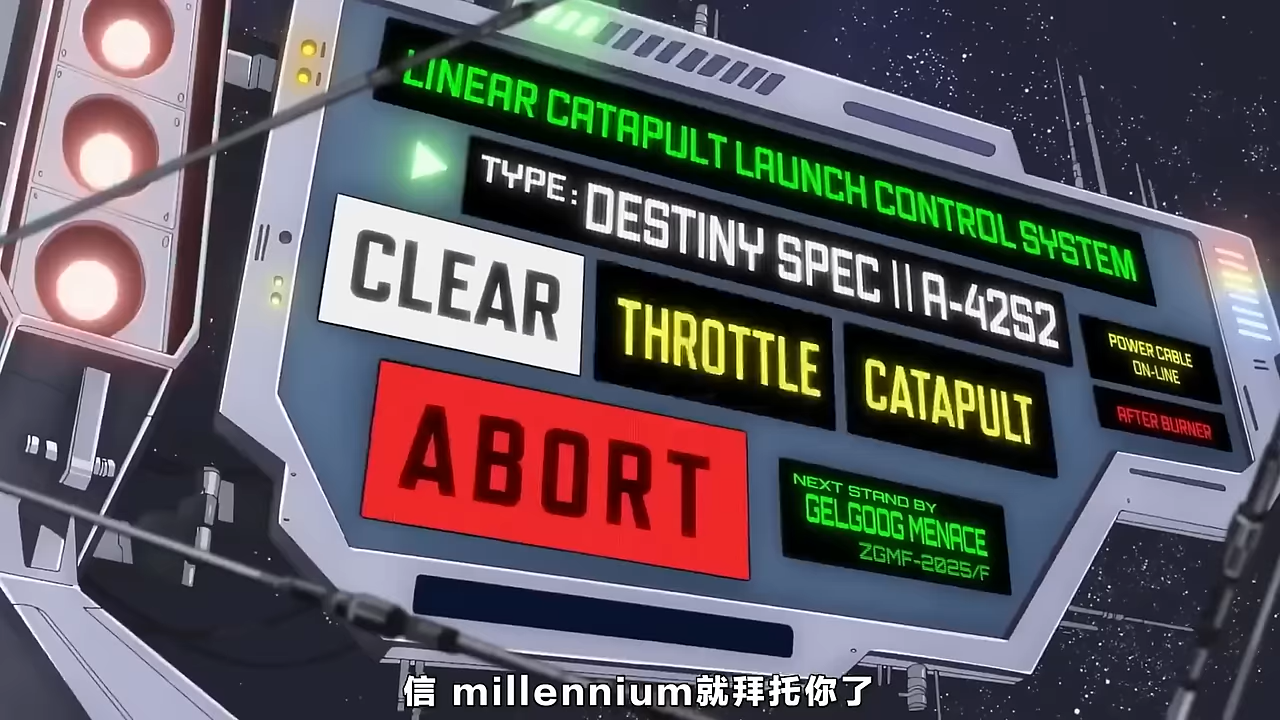 LINEAR CATAPULT LAUNCH CONTROL SYSTEM
TYPE: DESTINY SPEC II A-42S2
CLEAR
THROTTLE
CATAPULT
POWER CABLE
ON-LINE
AFTER BURNER
ABORT
NEXT STAND BY
GELGOOG MENACE
ZGMF-2025/F
信 millennium就拜托你了